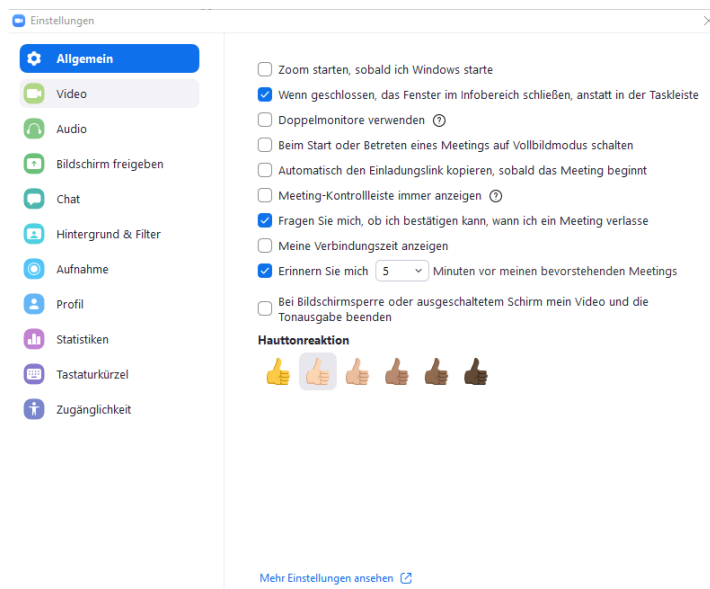 Einstellungen
Allgemein
Video
Audio
Bildschirm freigeben
Chat
Hintergrund & Filter
Aufnahme
Profil
Statistiken
Tastaturkürzel
Zugänglichkeit
Zoom starten, sobald ich Windows starte
Wenn geschlossen, das Fenster im Infobereich schließen, anstatt in der Taskleiste
Doppelmonitore verwenden ?
Beim Start oder Betreten eines Meetings auf Vollbildmodus schalten
Automatisch den Einladungslink kopieren, sobald das Meeting beginnt
Meeting-Kontrollleiste immer anzeigen ?
Fragen Sie mich, ob ich bestätigen kann, wann ich ein Meeting verlasse
Meine Verbindungszeit anzeigen
Erinnern Sie mich 5 Minuten vor meinen bevorstehenden Meetings
Bei Bildschirmsperre oder ausgeschaltetem Schirm mein Video und die
Tonausgabe beenden
Hauttonreaktion
Mehr Einstellungen ansehen